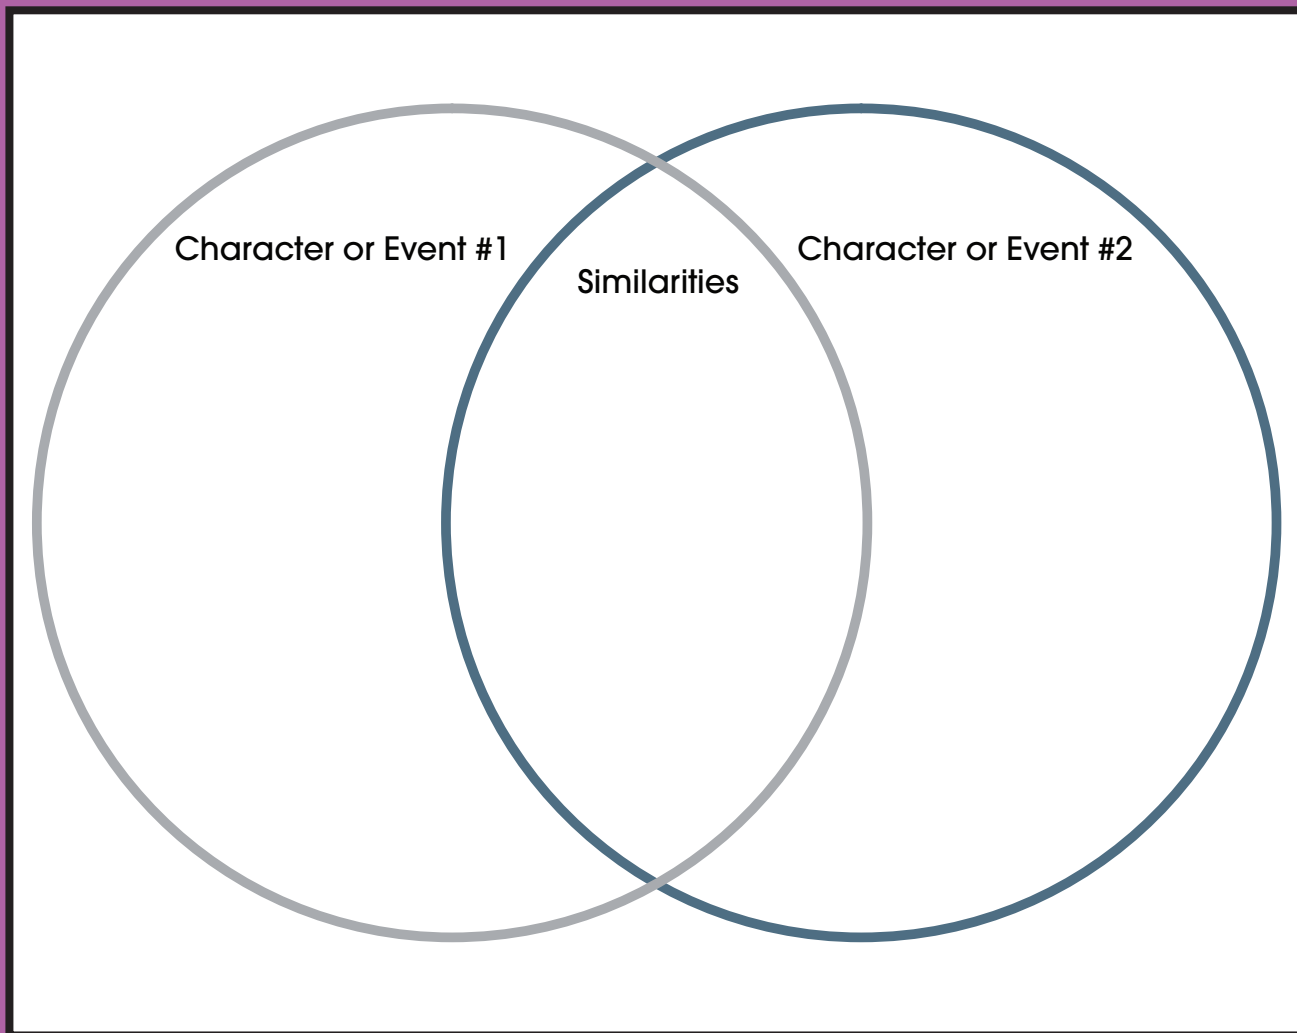 Character or Event #1
Similarities
Character or Event #2